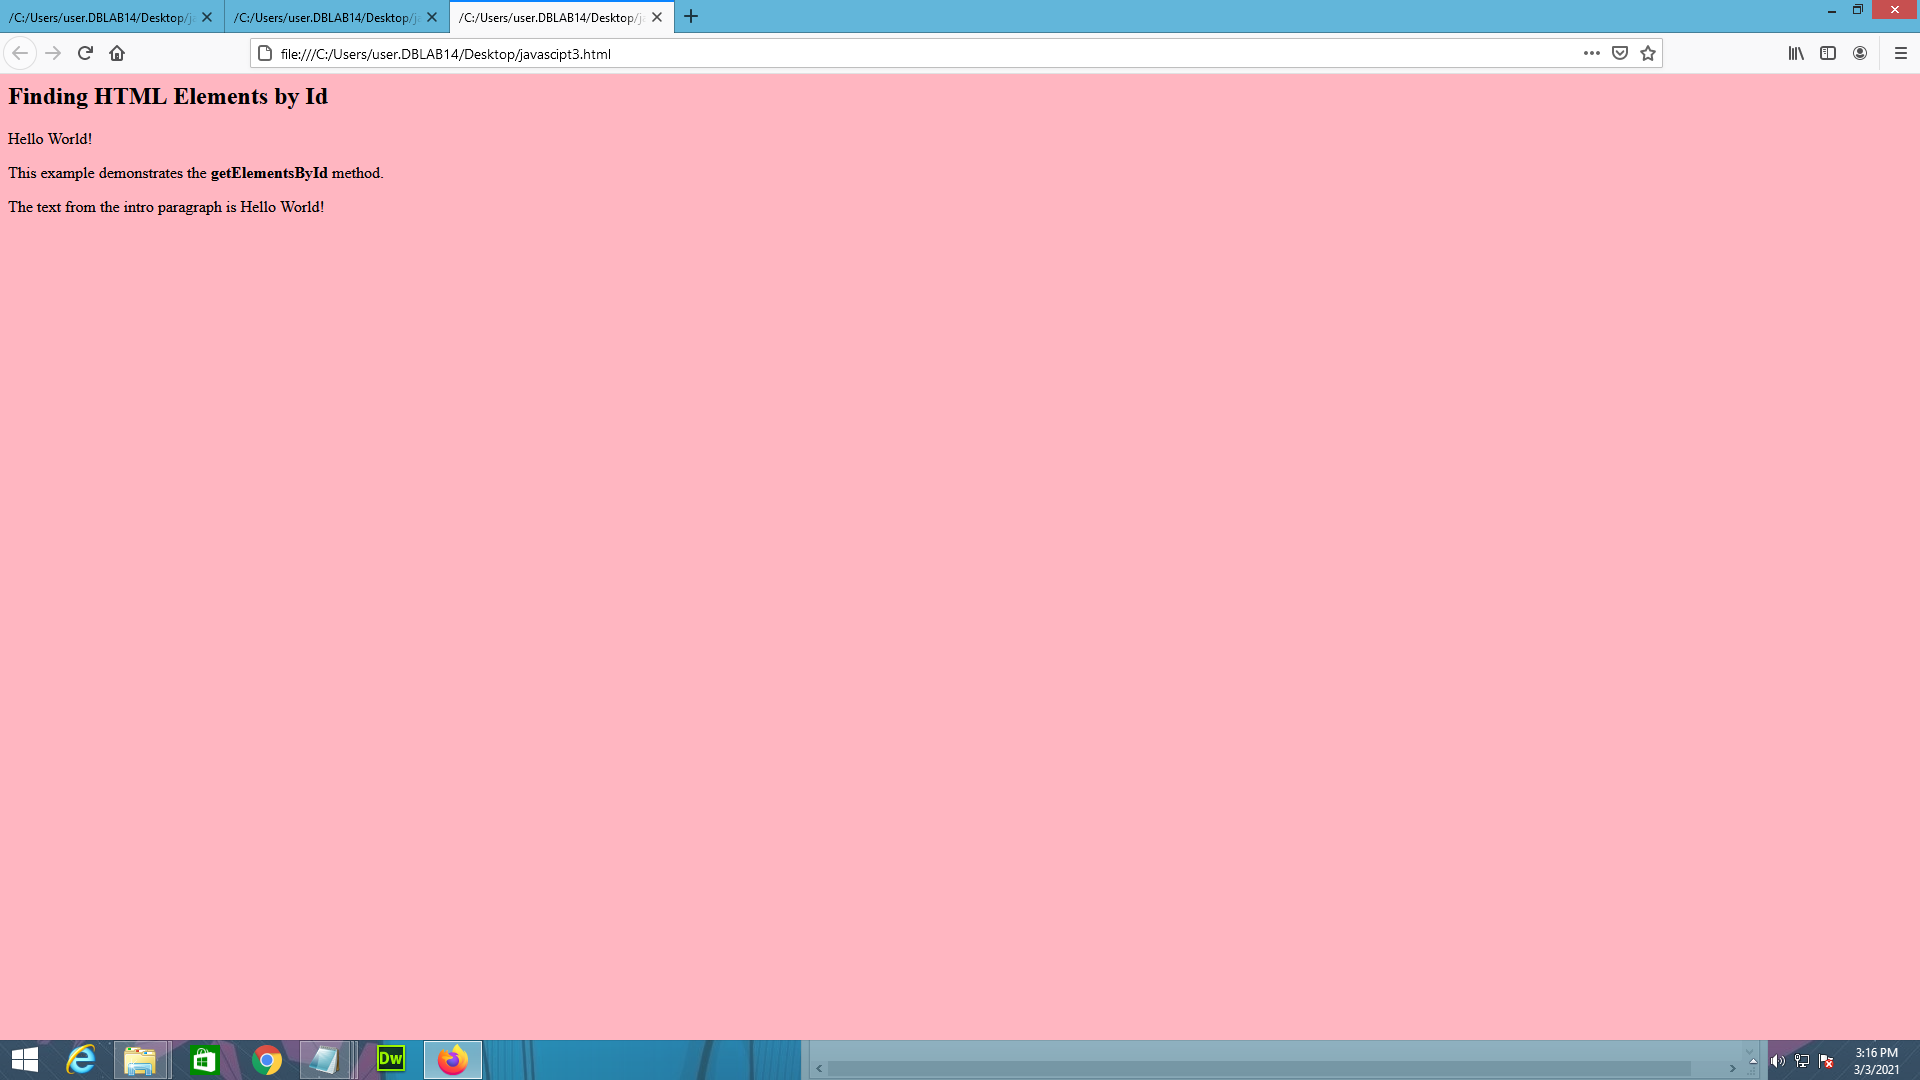 /C:/Users/user.DBLAB14/Desktop/j
/C:/Users/user.DBLAB14/Desktop/j
/C:/Users/user.DBLAB14/Desktop/j
file:///C:/Users/user.DBLAB14/Desktop/javascipt3.html
Finding HTML Elements by Id
Hello World!
This example demonstrates the getElementsById method.
The text from the intro paragraph is Hello World!
Dw
3:16 PM
3/3/2021